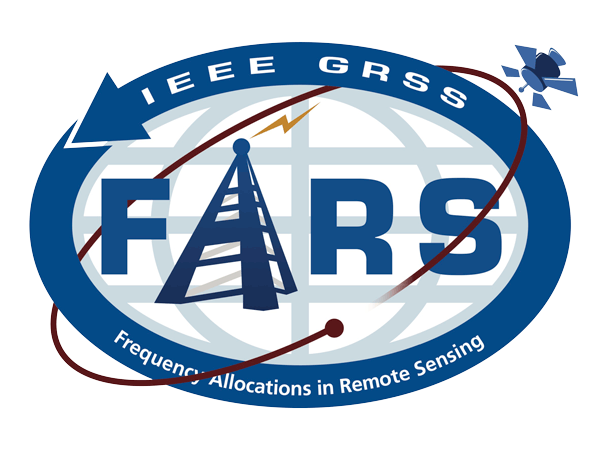 IEEE GRSS
FARS
Frequency Allocations in Remote Sensing